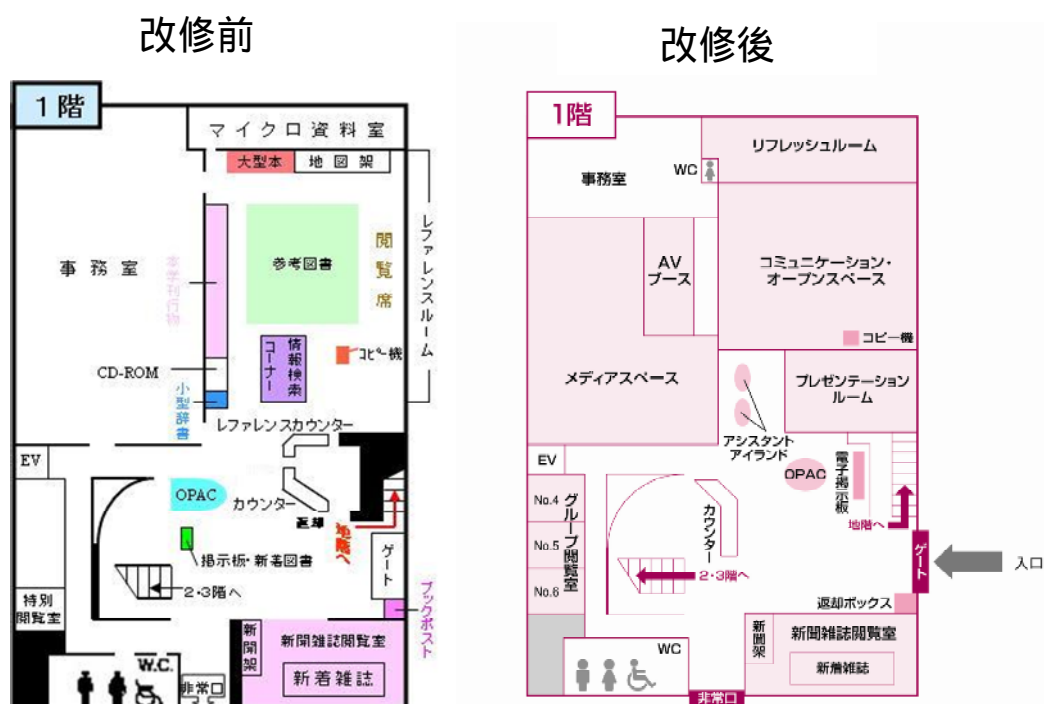 改修前
1階
マイクロ資料室
大型本
地図架
レファレンスルーム
閲覧席
参考図書
事務室
本学刊行物
コピー機
情報検索
コーナー
CD-ROM
小型辞書
レファレンスカウンター
EV
OPAC
カウンター
返却
地階へ
掲示板・新着図書
ゲート
2・3階へ
ブックポスト
特別
閲覧室
新聞架
新聞雑誌閲覧室
新着雑誌
W.C.
非常口
改修後
1階
リフレッシュルーム
WC
事務室
AV
ブース
コミュニケーション・
オープンスペース
コピー機
メディアスペース
プレゼンテーション
ルーム
アシスタント
アイランド
EV
OPAC
電子掲示板
No.4
No.5
No.6
グループ閲覧室
カウンター
地階へ
ゲート
入口
2・3階へ
返却ボックス
新聞架
新聞雑誌閲覧室
新着雑誌
WC
非常口